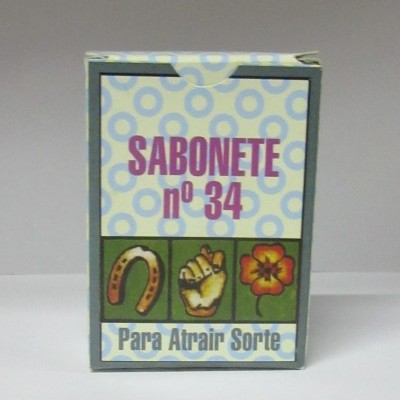 SABONETE
nº 34
Para Atrair Sorte